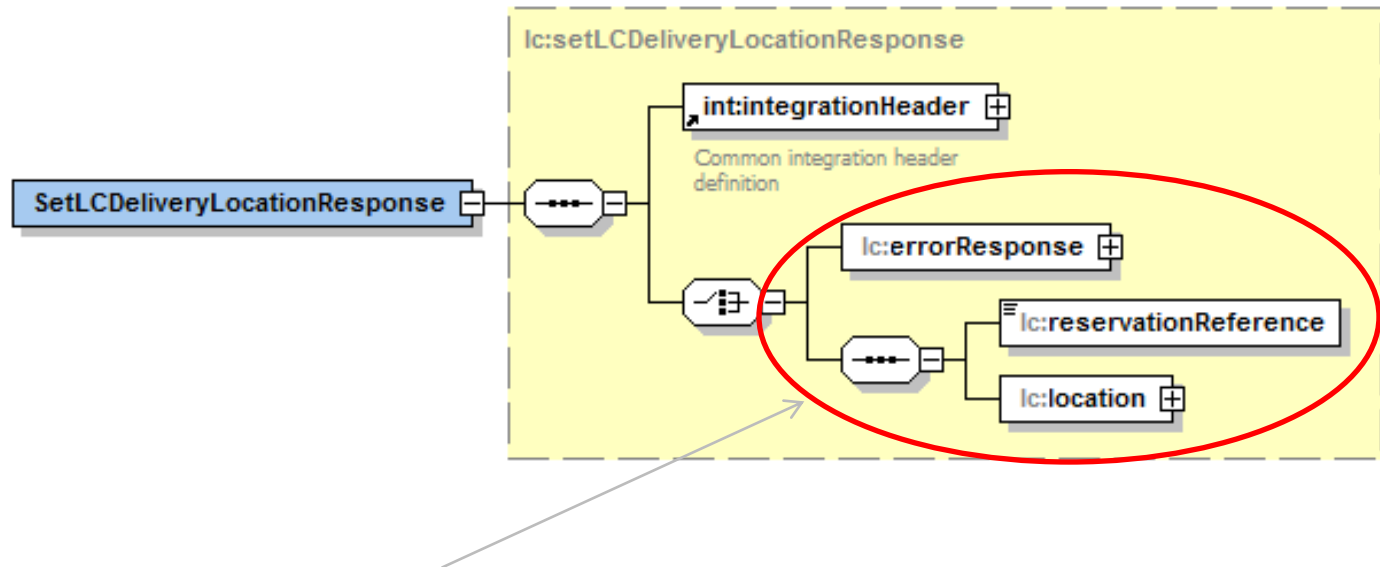 lc:setLCDeliveryLocationResponse
int:integrationHeader
Common integration header
definition
SetLCDeliveryLocationResponse
lc:errorResponse
lc:reservationReference
lc:location